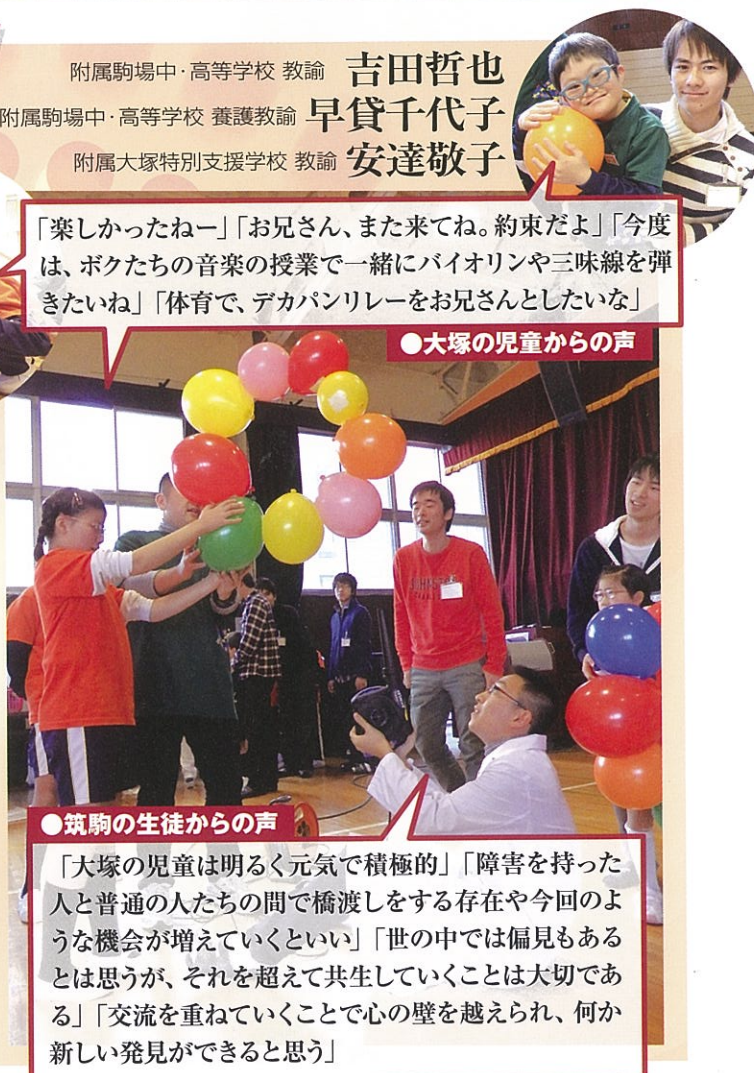 附属駒場中・高等学校 教諭 吉田哲也
附属駒場中・高等学校 養護教諭 早貸千代子
附属大塚特別支援学校 教諭 安達敬子
「楽しかったねー」「お兄さん、また来てね。約束だよ」「今度
は、ボクたちの音楽の授業で一緒にバイオリンや三味線を弾
きたいね」「体育で、デカパンリレーをお兄さんとしたいな」
●大塚の児童からの声
●筑駒の生徒からの声
「大塚の児童は明るく元気で積極的」「障害を持った
人と普通の人たちの間で橋渡しをする存在や今回のよ
うな機会が増えていくといい」「世の中では偏見もある
とは思うが、それを超えて共生していくことは大切であ
る」「交流を重ねていくことで心の壁を越えられ、何か
新しい発見ができると思う」